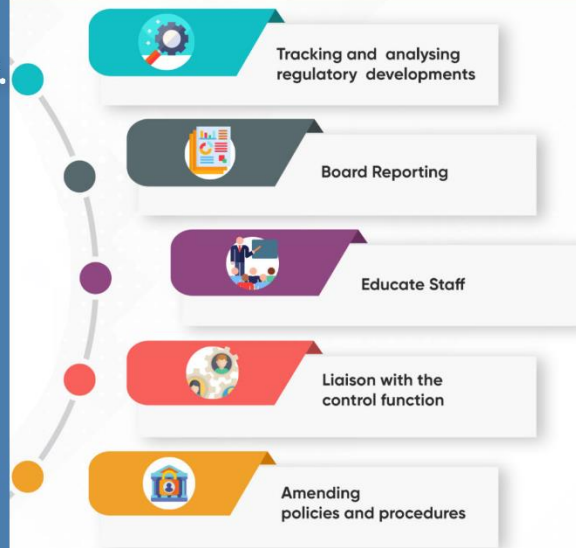 Tracking and analysing
regulatory developments
Board Reporting
Educate Staff
Liaison with the
control function
Amending
policies and procedures